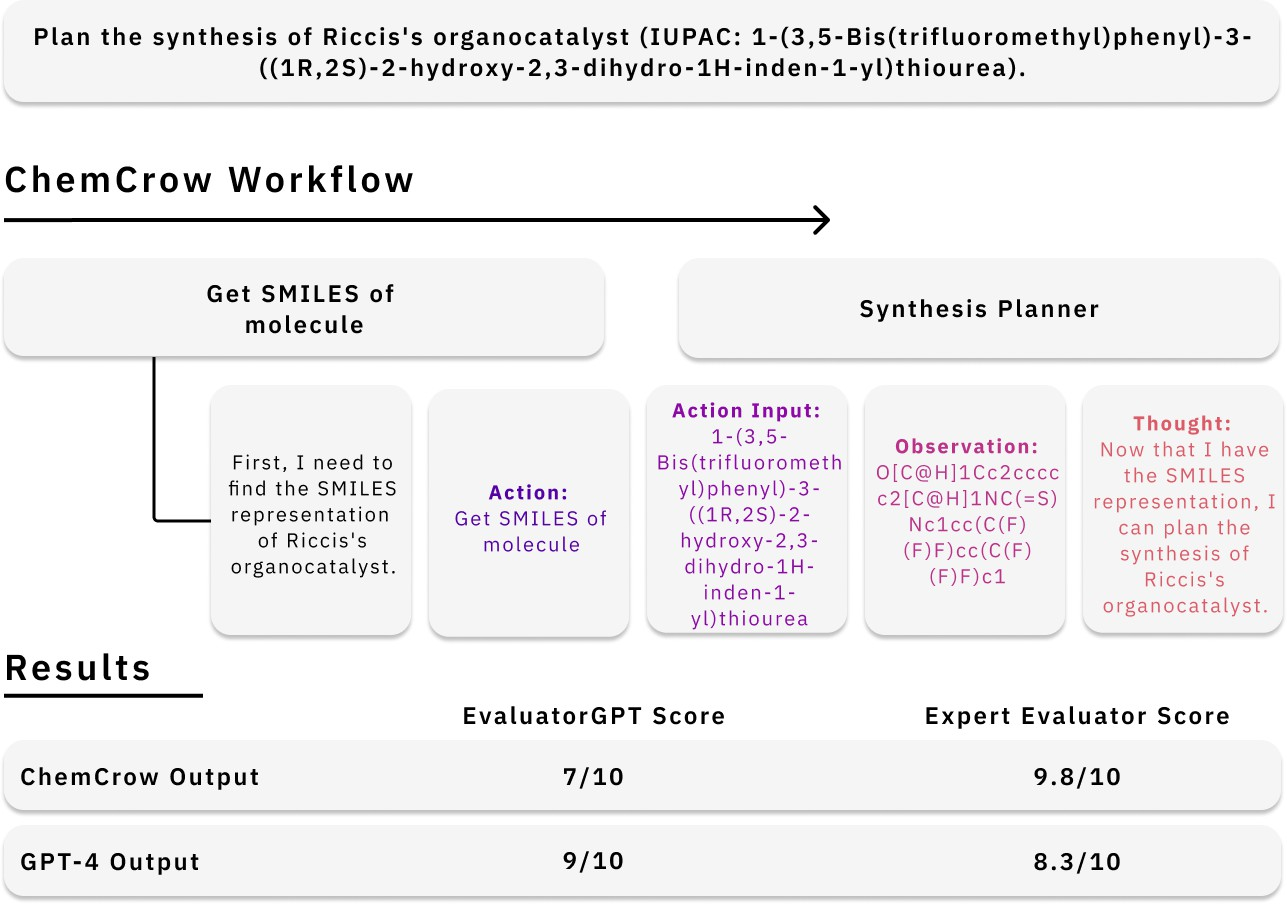 Plan the synthesis of Riccis's organocatalyst (IUPAC: 1-(3,5-Bis(trifluoromethyl)phenyl)-3-
((1R,2S)-2-hydroxy-2,3-dihydro-1H-inden-1-yl)thiourea).
ChemCrow Workflow
Get SMILES of
molecule
Synthesis Planner
First, I need to
find the SMILES
representation
of Riccis's
organocatalyst.
Action:
Get SMILES of
molecule
Action Input:
1-(3,5-
Bis(trifluorometh
yl)phenyl)-3-
((1R,2S)-2-
hydroxy-2,3-
dihydro-1H-
inden-1-
yl)thiourea
Observation:
O[C@H]1Cc2cccc
c2[C@H]1NC(=S)
Nc1cc(C(F)
(F)F)cc(C(F)
(F)F)c1
Thought:
Now that I have
the SMILES
representation, I
can plan the
synthesis of
Riccis's
organocatalyst.
Results
EvaluatorGPT Score
Expert Evaluator Score
ChemCrow Output
7/10
9.8/10
GPT-4 Output
9/10
8.3/10